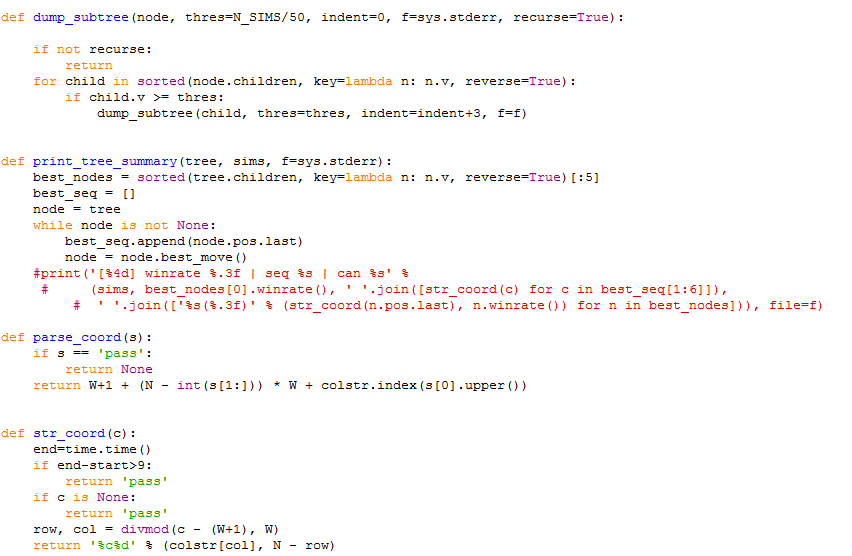 def dump_subtree(node, thres=N_SIMS/50, indent=0, f=sys.stderr, recurse=True):
    if not recurse:
        return
    for child in sorted(node.children, key=lambda n: n.v, reverse=True):
        if child.v >= thres:
            dump_subtree(child, thres=thres, indent=indent+3, f=f)
def print_tree_summary(tree, sims, f=sys.stderr):
    best_nodes = sorted(tree.children, key=lambda n: n.v, reverse=True)[:5]
    best_seq = []
    node = tree
    while node is not None:
        best_seq.append(node.pos.last)
        node = node.best_move()
    #print('[%4d] winrate %.3f | seq %s | can %s' %
     #     (sims, best_nodes[0].winrate(), ' '.join([str_coord(c) for c in best_seq[1:6]]),
         #  ' '.join(['%s(%.3f)' % (str_coord(n.pos.last), n.winrate()) for n in best_nodes])), file=f)
def parse_coord(s):
    if s == 'pass':
        return None
    return W+1 + (N - int(s[1:])) * W + colstr.index(s[0].upper())
def str_coord(c):
    end=time.time()
    if end-start>9:
        return 'pass'
    if c is None:
        return 'pass'
    row, col = divmod(c - (W+1), W)
    return '%c%d' % (colstr[col], N - row)